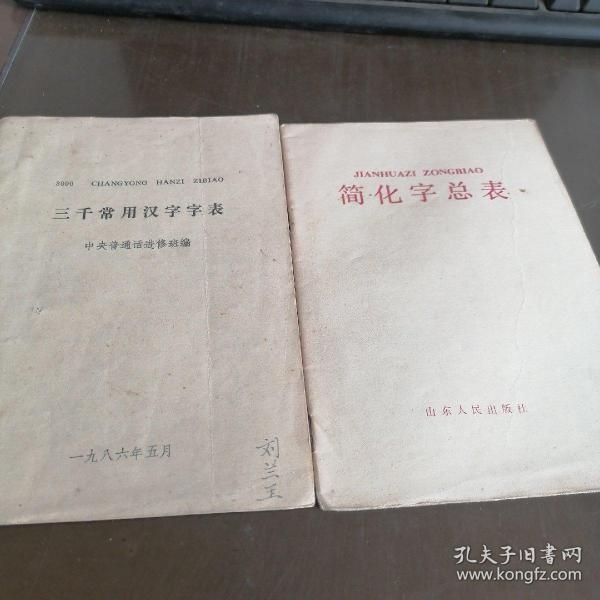 3000 CHANGYONG HANZI ZIBIAO
三千常用汉字字表
中央普通话进修班编
一九八六年五月
刘兰玉
JIANHUAZI ZONGBIAO
简化字总表
山东人民出版社
孔夫子旧书网
www.kongfz.com